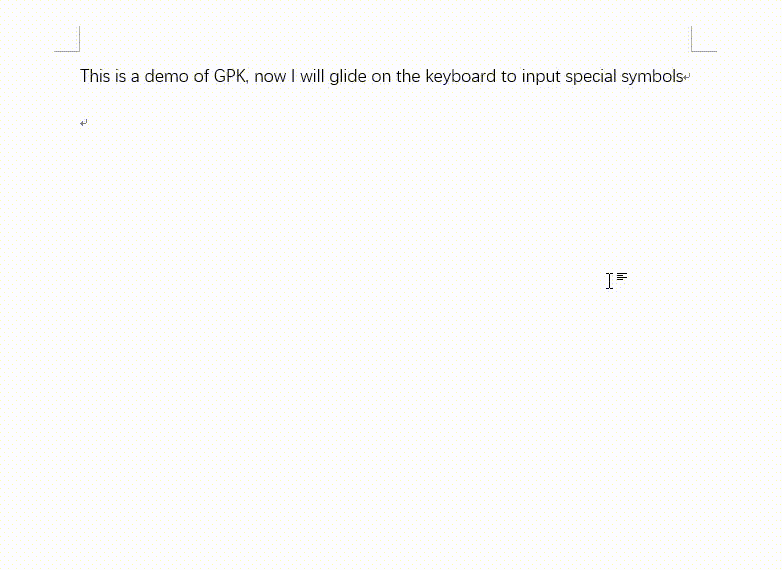 This is a demo of GPK, now I will glide on the keyboard to input special symbols